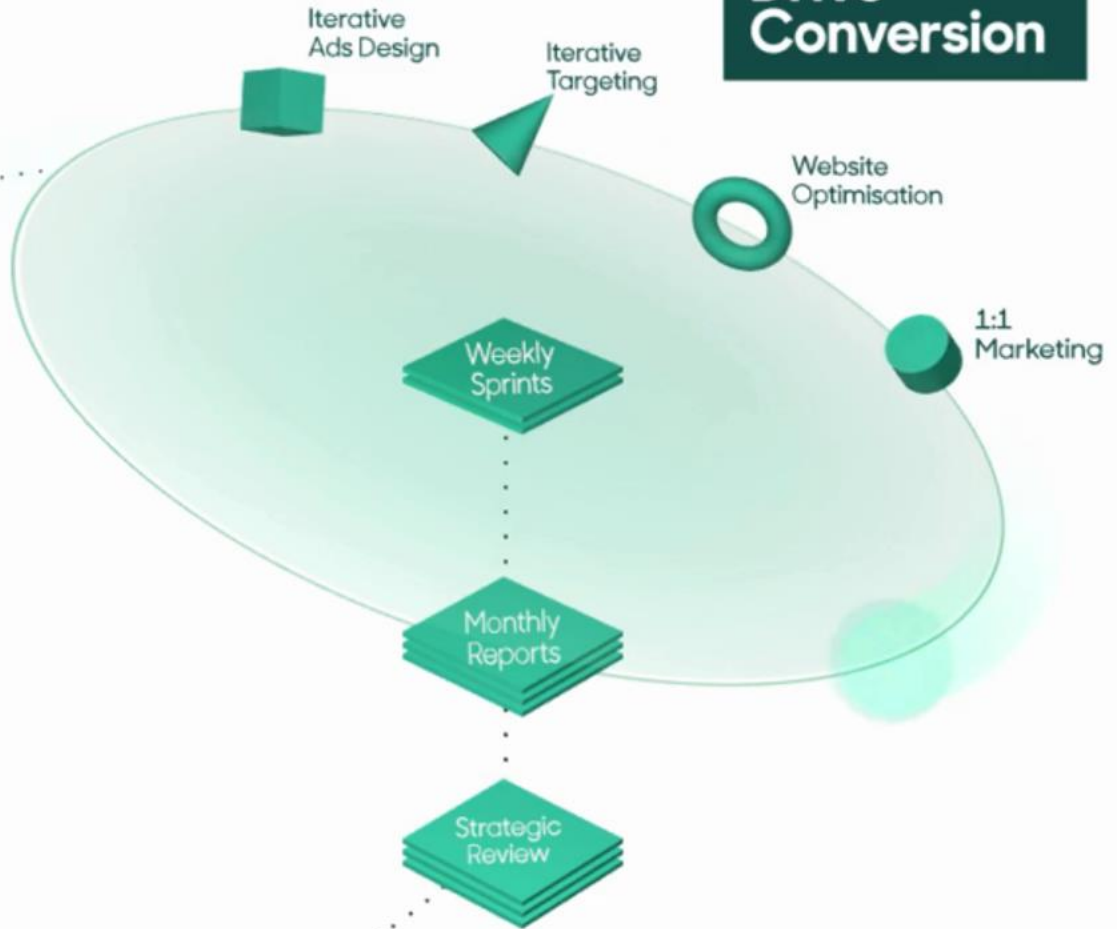 Conversion
Iterative
Ads Design
Iterative
Targeting
Website
Optimisation
1:1
Marketing
Weekly
Sprints
Monthly
Reports
Strategic
Review